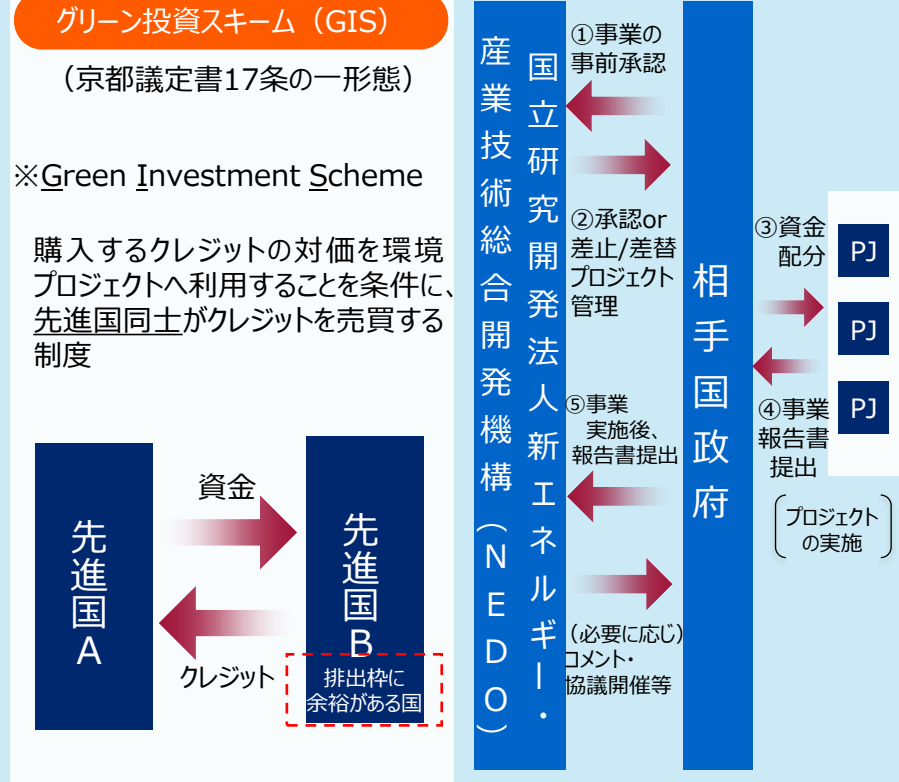 グリーン投資スキーム（GIS）
（京都議定書17条の一形態）
※Green Investment Scheme
購入するクレジットの対価を環境
プロジェクトへ利用することを条件に、
先進国同士がクレジットを売買する
制度
先進国A
資金
クレジット
先進国B
排出枠に
余裕がある国
国立研究開発法人新エネルギー・
産業技術総合開発機構（NEDO）
①事業の
事前承認
②承認or
差止/差替
プロジェクト
管理
⑤事業
実施後、
報告書提出
（必要に応じ）
コメント・
協議開催等
相手国政府
③資金
配分
④事業
報告書
提出
PJ
PJ
PJ
プロジェクト
の実施